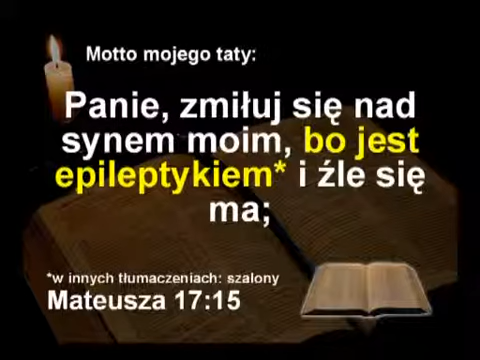 Motto mojego taty:
Panie, zmiłuj się nad
synem moim, bo jest
epileptykiem* i źle się
ma;
*w innych tłumaczeniach: szalony
Mateusza 17:15